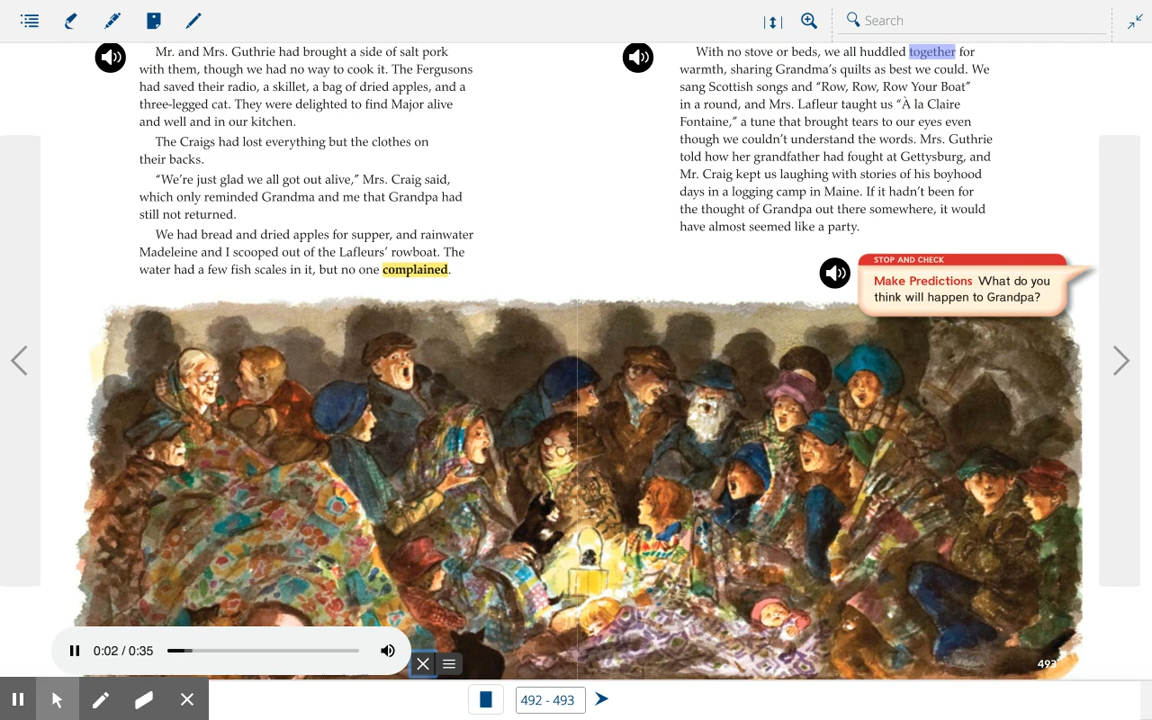 Search
Mr. and Mrs. Guthrie had brought a side of salt pork
with them, though we had no way to cook it. The Fergusons
had saved their radio, a skillet, a bag of dried apples, and a
three-legged cat. They were delighted to find Major alive
and well and in our kitchen.
The Craigs had lost everything but the clothes on
their backs.
“We’re just glad we all got out alive,” Mrs. Craig said,
which only reminded Grandma and me that Grandpa had
still not returned.
We had bread and dried apples for supper, and rainwater
Madeleine and I scooped out of the Lafleurs’ rowboat. The
water had a few fish scales in it, but no one complained.
With no stove or beds, we all huddled together for
warmth, sharing Grandma’s quilts as best we could. We
sang Scottish songs and “Row, Row, Row Your Boat”
in a round, and Mrs. Lafleur taught us “À la Claire
Fontaine,” a tune that brought tears to our eyes even
though we couldn’t understand the words. Mrs. Guthrie
told how her grandfather had fought at Gettysburg, and
Mr. Craig kept us laughing with stories of his boyhood
days in a logging camp in Maine. If it hadn’t been for
the thought of Grandpa out there somewhere, it would
have almost seemed like a party.
STOP AND CHECK
Make Predictions What do you
think will happen to Grandpa?
0:02 / 0:35
493
492 - 493